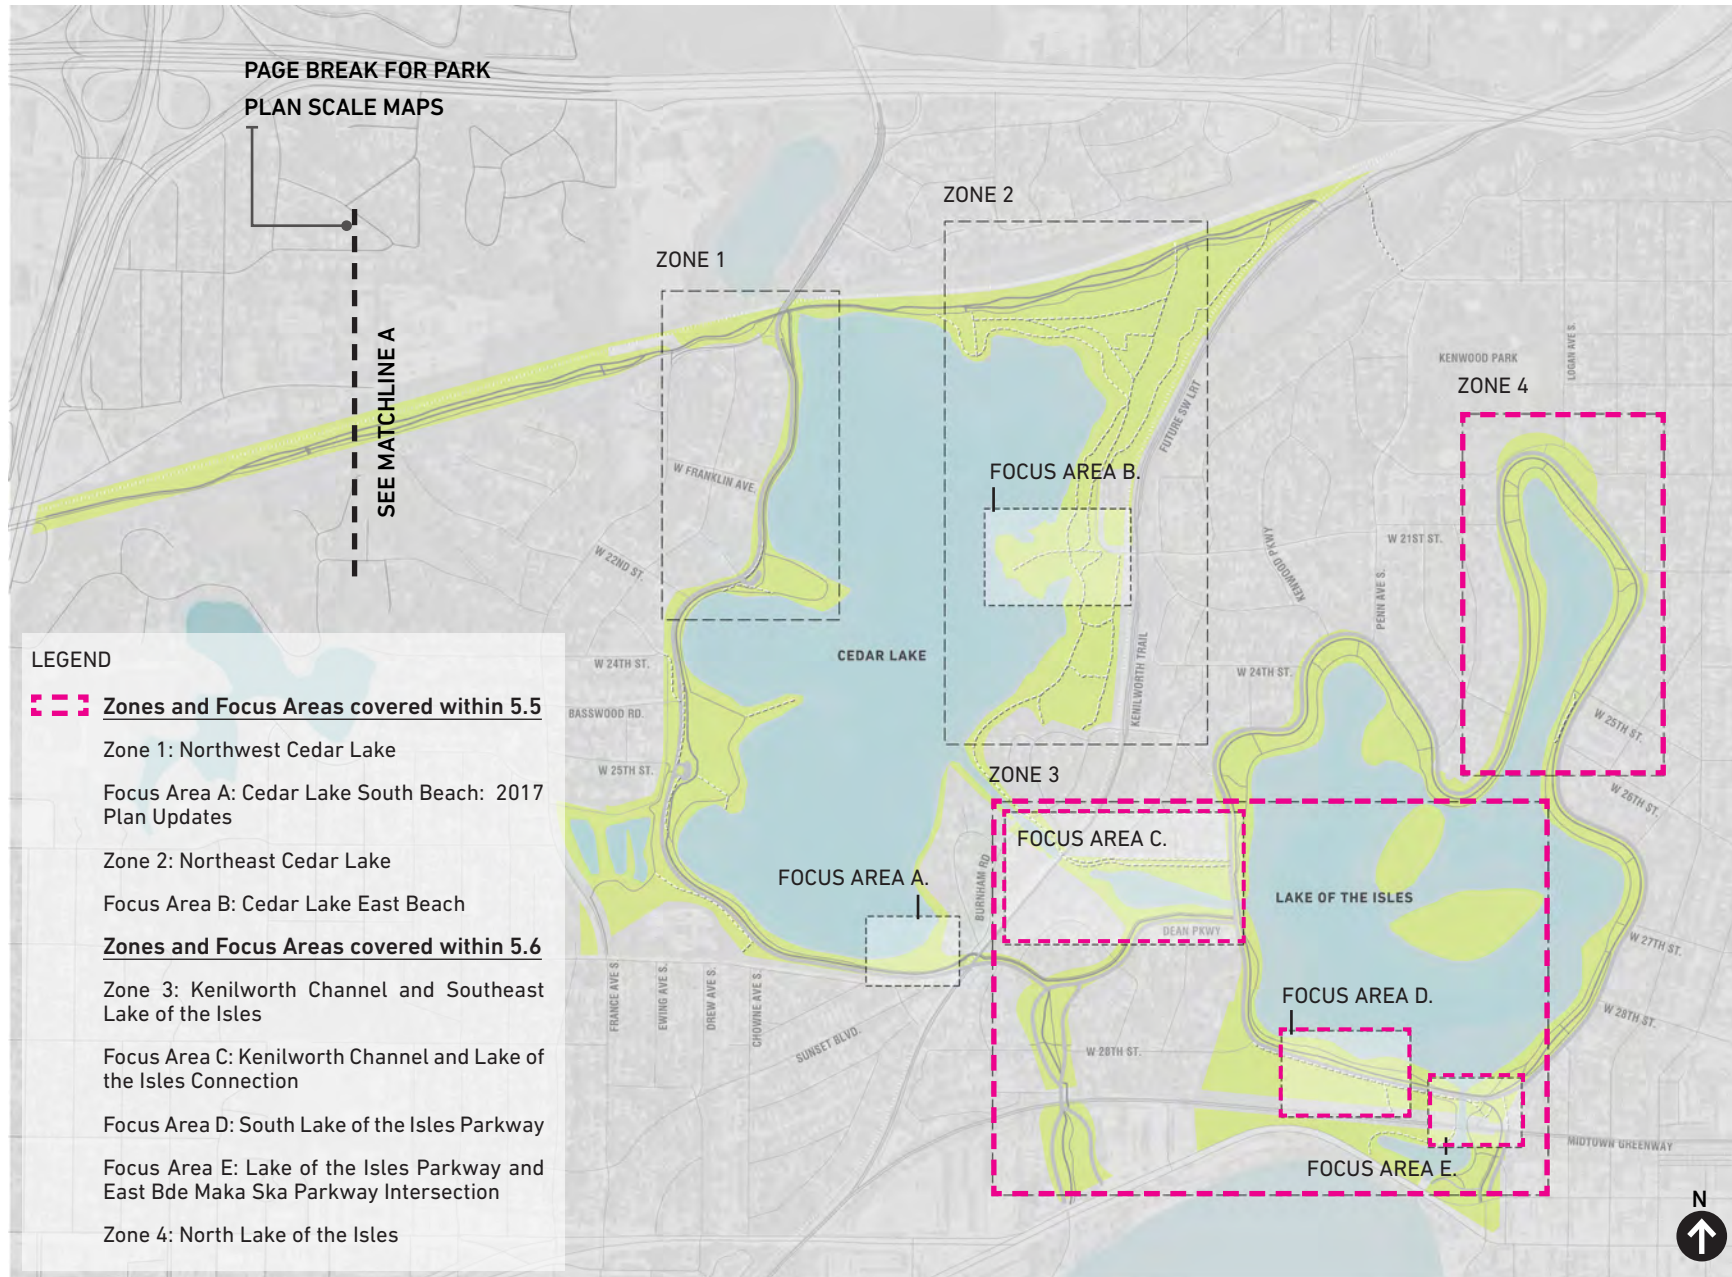 PAGE BREAK FOR PARK
PLAN SCALE MAPS
SEE MATCHLINE A
ZONE 1
ZONE 2
ZONE 4
KENWOOD PARK
LOGAN AVE S.
FUTURE SW LRT
W FRANKLIN AVE.
FOCUS AREA B.
W 21ST ST.
KENWOOD PKWY
PENN AVE S.
W 22ND ST.
CEDAR LAKE
KENILWORTH TRAIL
W 24TH ST.
W 24TH ST.
BASSWOOD RD.
W 25TH ST.
W 25TH ST.
W 26TH ST.
ZONE 3
FOCUS AREA C.
BURNHAM RD
FOCUS AREA A.
LAKE OF THE ISLES
DEAN PKWY
W 27TH ST.
FRANCE AVE S.
EWING AVE S.
DREW AVE S.
CHOWNE AVE S.
SUNSET BLVD.
FOCUS AREA D.
W 28TH ST.
W 28TH ST.
MIDTOWN GREENWAY
FOCUS AREA E.
N
LEGEND
Zones and Focus Areas covered within 5.5
Zone 1: Northwest Cedar Lake
Focus Area A: Cedar Lake South Beach: 2017
Plan Updates
Zone 2: Northeast Cedar Lake
Focus Area B: Cedar Lake East Beach
Zones and Focus Areas covered within 5.6
Zone 3: Kenilworth Channel and Southeast
Lake of the Isles
Focus Area C: Kenilworth Channel and Lake of
the Isles Connection
Focus Area D: South Lake of the Isles Parkway
Focus Area E: Lake of the Isles Parkway and
East Bde Maka Ska Parkway Intersection
Zone 4: North Lake of the Isles